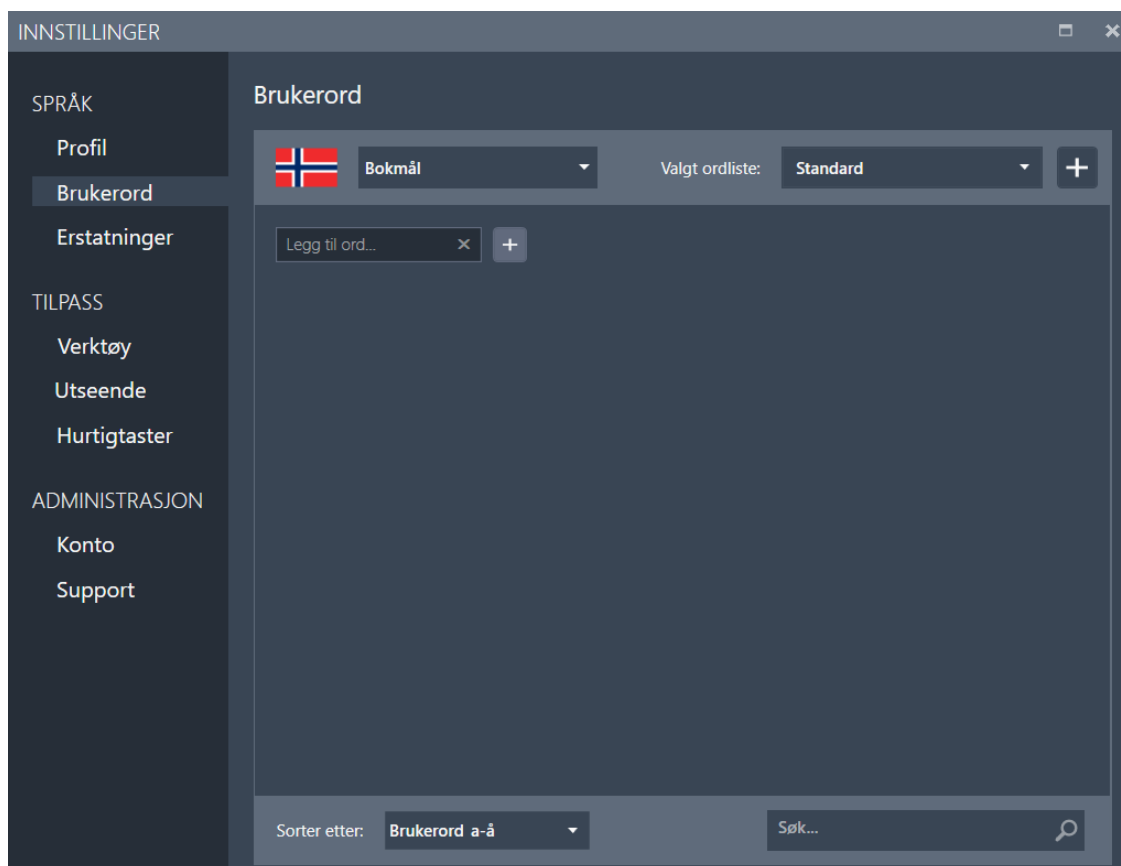 INNSTILLINGER
SPRÅK
Profil
Brukerord
Erstatninger
TILPASS
Verktøy
Utseende
Hurtigtaster
ADMINISTRASJON
Konto
Support
Brukerord
Bokmål Valgt ordliste: Standard
Legg til ord...
Sorter etter: Brukerord a-å Søk...